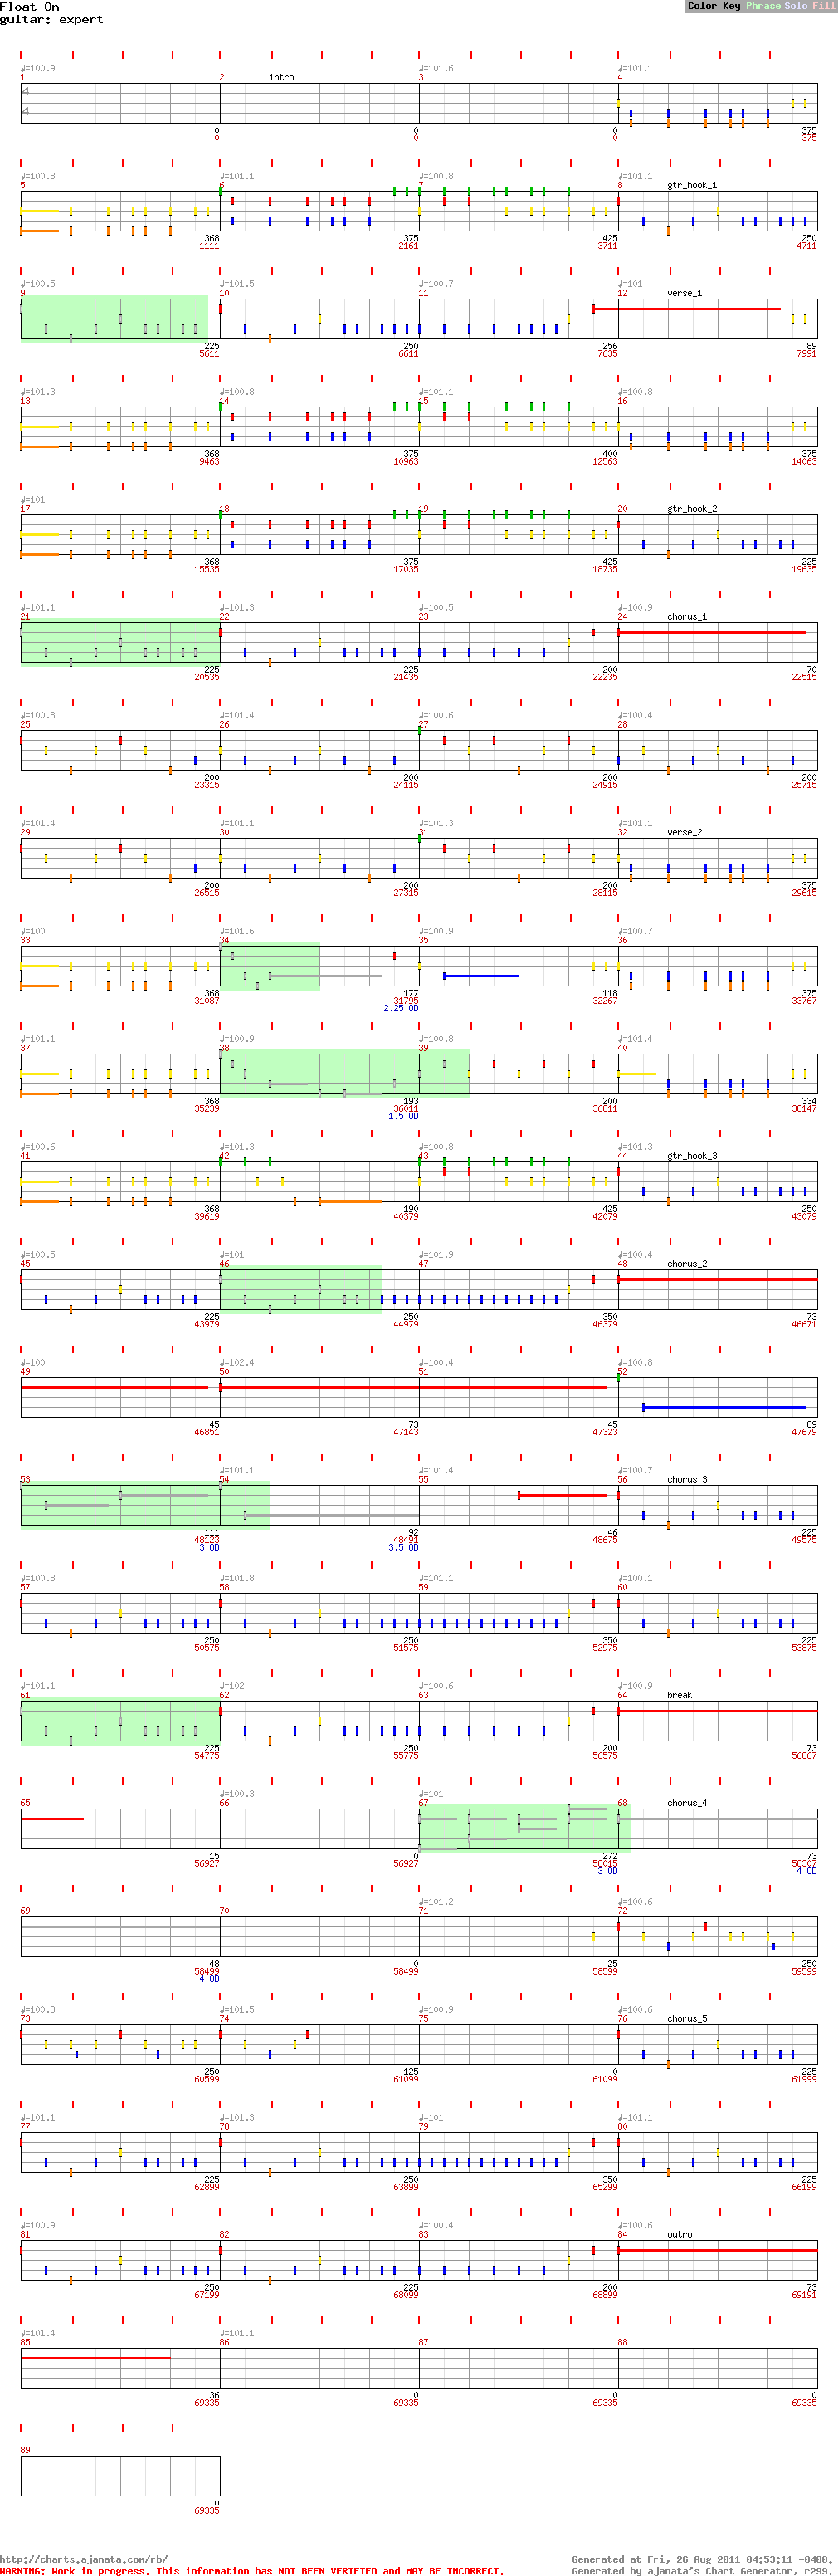 Float On Color Key Phrase Solo Fill
guitar: expert
♩=100.9 ♩=101.6 ♩=101.1
1 2 intro 3 4
4
4
0 0 0 375
0 0 0 375
♩=100.8 ♩=101.1 ♩=100.8 ♩=101.1
5 6 7 8 gtr_hook_1
368 375 425 250
1111 2161 3711 4711
♩=100.5 ♩=101.5 ♩=100.7 ♩=101
9 10 11 12 verse_1
225 250 256 89
5611 6611 7635 7991
♩=101.3 ♩=100.8 ♩=101.1 ♩=100.8
13 14 15 16
368 375 400 375
9463 10963 12563 14063
♩=101
17 18 19 20 gtr_hook_2
368 375 425 225
15535 17035 18735 19635
♩=101.1 ♩=101.3 ♩=100.5 ♩=100.9
21 22 23 24 chorus_1
225 225 200 70
20535 21435 22235 22515
♩=100.8 ♩=101.4 ♩=100.6 ♩=100.4
25 26 27 28
200 200 200 200
23315 24115 24915 25715
♩=101.4 ♩=101.1 ♩=101.3 ♩=101.1
29 30 31 32 verse_2
200 200 200 375
26515 27315 28115 29615
♩=100 ♩=101.6 ♩=100.9 ♩=100.7
33 34 35 36
368 177 118 375
31087 31795 32267 33767
2.25 OD
♩=101.1 ♩=100.9 ♩=100.8 ♩=101.4
37 38 39 40
368 193 200 334
35239 36011 36811 38147
1.5 OD
♩=100.6 ♩=101.3 ♩=100.8 ♩=101.3
41 42 43 44 gtr_hook_3
368 190 425 250
39619 40379 42079 43079
♩=100.5 ♩=101 ♩=101.9 ♩=100.4
45 46 47 48 chorus_2
225 250 350 73
43979 44979 46379 46671
♩=100 ♩=102.4 ♩=100.4 ♩=100.8
49 50 51 52
45 73 45 89
46851 47143 47323 47679
♩=101.1 ♩=101.4 ♩=100.7
53 54 55 56 chorus_3
111 92 46 225
48123 48491 48675 49575
3 OD 3.5 OD
♩=100.8 ♩=101.8 ♩=101.1 ♩=100.1
57 58 59 60
250 250 350 225
50575 51575 52975 53875
♩=101.1 ♩=102 ♩=100.6 ♩=100.9
61 62 63 64 break
225 250 200 73
54775 55775 56575 56867
♩=100.3 ♩=101
65 66 67 68 chorus_4
15 0 272 73
56927 56927 58015 58307
3 OD 4 OD
♩=101.2 ♩=100.6
69 70 71 72
48 0 25 250
58499 58499 58599 59599
4 OD
♩=100.8 ♩=101.5 ♩=100.9 ♩=100.6
73 74 75 76 chorus_5
250 125 0 225
60599 61099 61099 61999
♩=101.1 ♩=101.3 ♩=101 ♩=101.1
77 78 79 80
225 250 350 225
62899 63899 65299 66199
♩=100.9 ♩=100.4 ♩=100.6
81 82 83 84 outro
250 225 200 73
67199 68099 68899 69191
♩=101.4 ♩=101.1
85 86 87 88
36 0 0 0
69335 69335 69335 69335
89
0
69335
http://charts.ajanata.com/rb/ Generated at Fri, 26 Aug 2011 04:53:11 -0400.
WARNING: Work in progress. This information has NOT BEEN VERIFIED and MAY BE INCORRECT. Generated by ajanata's Chart Generator, r299.